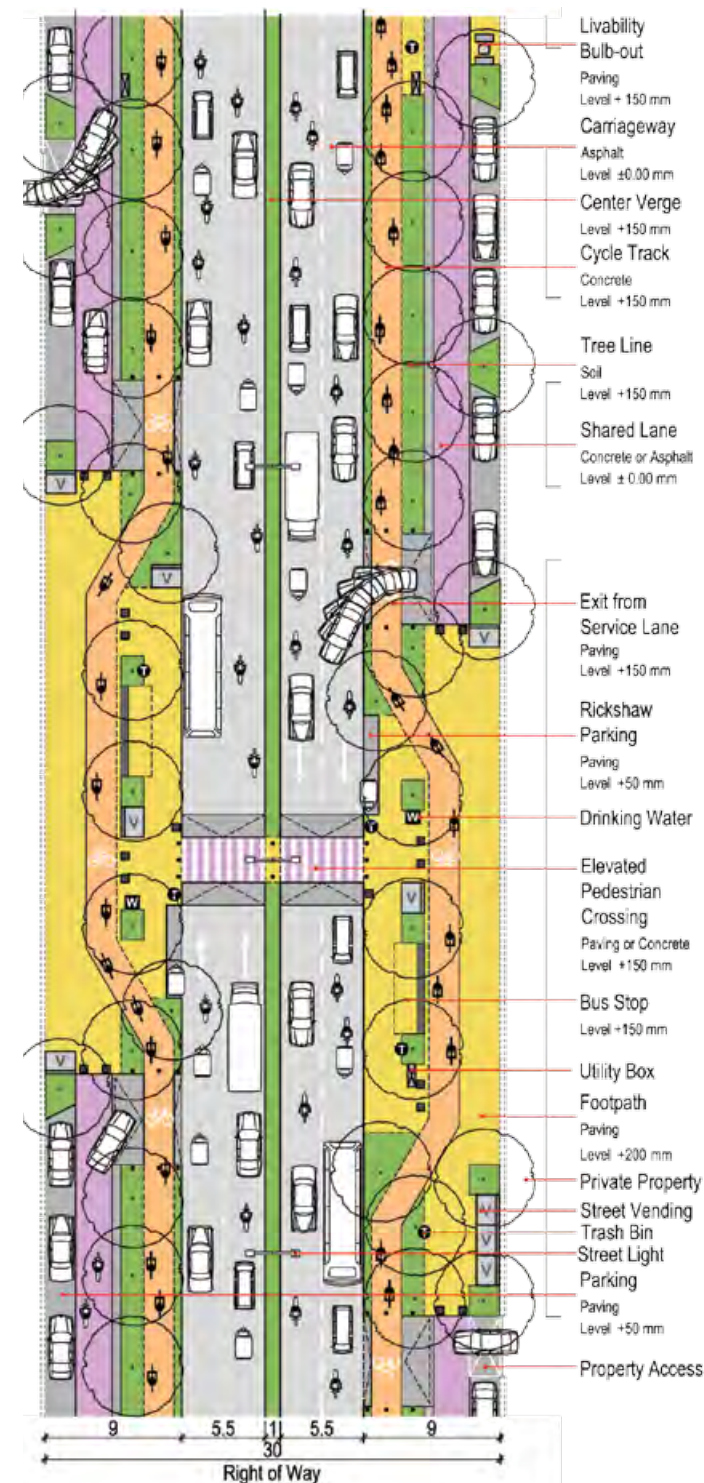 Livability
Bulb-out
Paving
Level + 150 mm
Carriageway
Asphalt
Level ±0.00 mm
Center Verge
Level +150 mm
Cycle Track
Concrete
Level +150 mm
Tree Line
Soil
Level +150 mm
Shared Lane
Concrete or Asphalt
Level ± 0.00 mm
Exit from
Service Lane
Paving
Level +150 mm
Rickshaw
Parking
Paving
Level +50 mm
Drinking Water
Elevated
Pedestrian
Crossing
Paving or Concrete
Level +150 mm
Bus Stop
Level +150 mm
Utility Box
Footpath
Paving
Level +200 mm
Private Property
Street Vending
Trash Bin
Street Light
Parking
Paving
Level +50 mm
Property Access
T
V
V
V
T
V
W
T
W
T
V
T
V
V
T
V
V
9 5.5 1 5.5 9
30
Right of Way